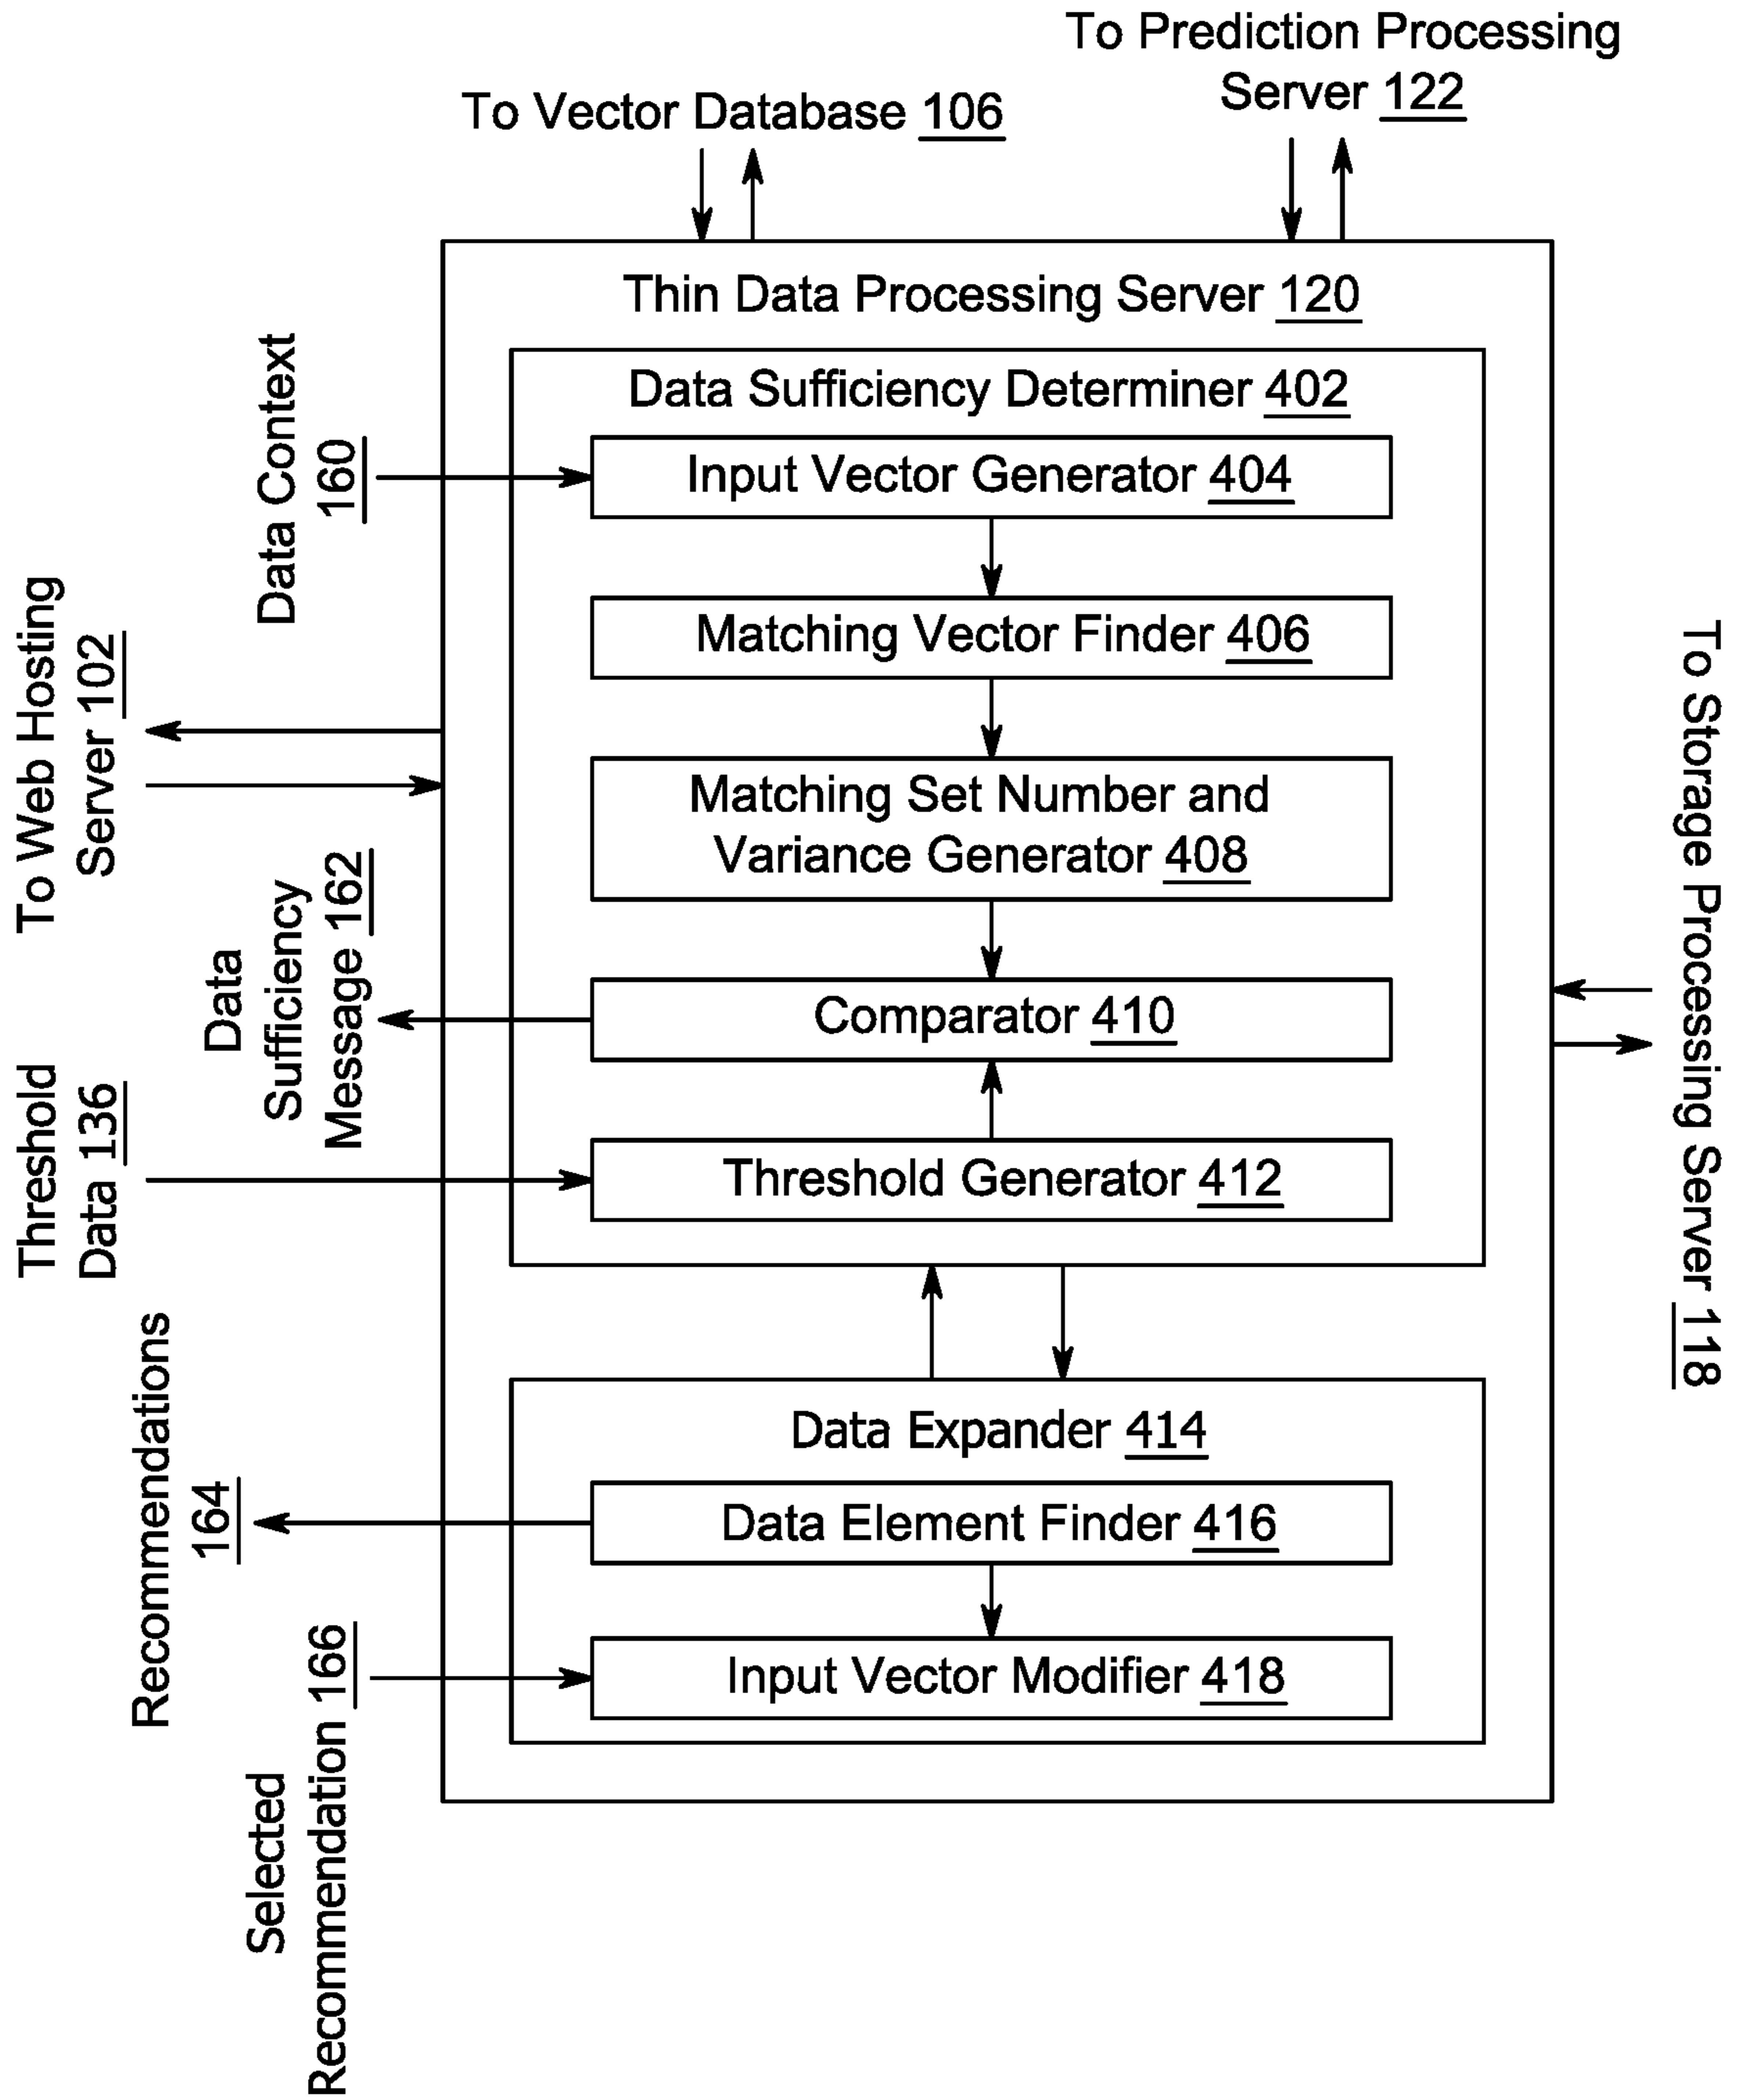 To Prediction Processing
Server 122
To Vector Database 106
Thin Data Processing Server 120
Data Context
160
Data Sufficiency Determiner 402
Input Vector Generator 404
Matching Vector Finder 406
To Web Hosting
Server 102
Matching Set Number and
Variance Generator 408
To Storage Processing Server 118
Data
Sufficiency
Message 162
Comparator 410
Threshold
Data 136
Threshold Generator 412
Recommendations
164
Data Expander 414
Data Element Finder 416
Selected
Recommendation 166
Input Vector Modifier 418